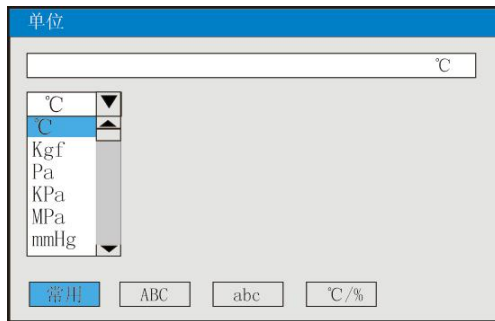 单位
℃
℃
℃
Kgf
Pa
KPa
MPa
mmHg
常用 ABC abc ℃/%